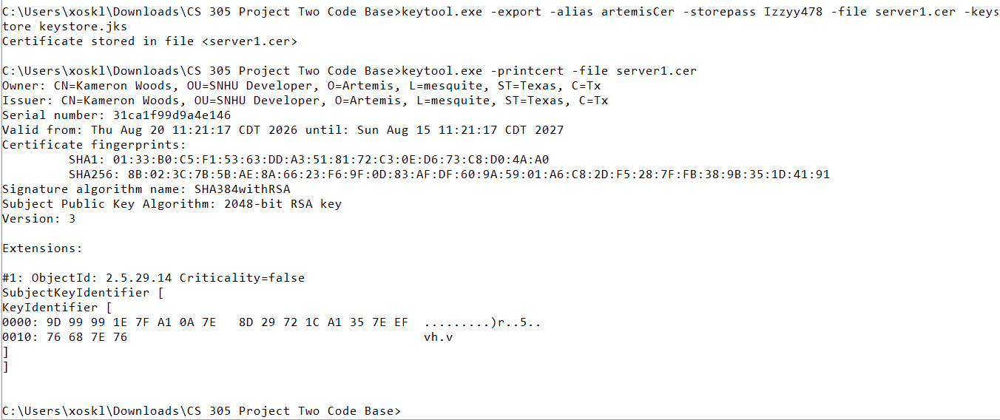 C:\Users\xoskl\Downloads\CS 305 Project Two Code Base>keytool.exe -export -alias artemisCer -storepass Izzyy478 -file server1.cer -keys
tore keystore.jks
Certificate stored in file <server1.cer>
C:\Users\xoskl\Downloads\CS 305 Project Two Code Base>keytool.exe -printcert -file server1.cer
Owner: CN=Kameron Woods, OU=SNHU Developer, O=Artemis, L=mesquite, ST=Texas, C=Tx
Issuer: CN=Kameron Woods, OU=SNHU Developer, O=Artemis, L=mesquite, ST=Texas, C=Tx
Serial number: 31ca1f99d9a4e146
Valid from: Thu Aug 20 11:21:17 CDT 2026 until: Sun Aug 15 11:21:17 CDT 2027
Certificate fingerprints:
         SHA1: 01:33:B0:C5:F1:53:63:DD:A3:51:81:72:C3:0E:D6:73:C8:D0:4A:A0
         SHA256: 8B:02:3C:7B:5B:AE:8A:66:23:F6:9F:0D:83:AF:DF:60:9A:59:01:A6:C8:2D:F5:28:7F:FB:38:9B:35:1D:41:91
Signature algorithm name: SHA384withRSA
Subject Public Key Algorithm: 2048-bit RSA key
Version: 3
Extensions:
#1: ObjectId: 2.5.29.14 Criticality=false
SubjectKeyIdentifier [
KeyIdentifier [
0000: 9D 99 99 1E 7F A1 0A 7E   8D 29 72 1C A1 35 7E EF  .........)r..5..
0010: 76 68 7E 76                                        vh.v
]
]
C:\Users\xoskl\Downloads\CS 305 Project Two Code Base>